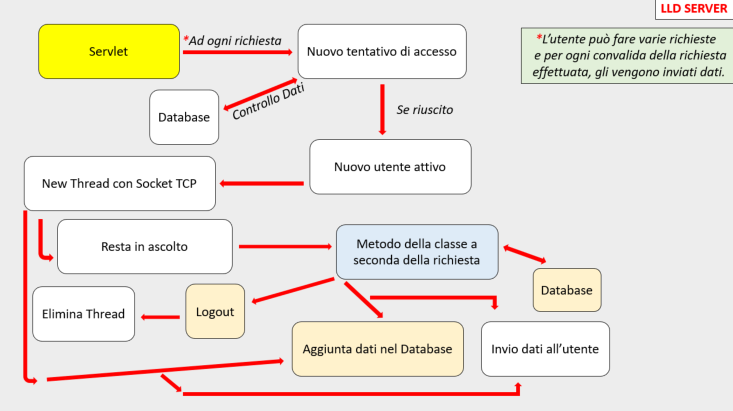 LLD SERVER
Servlet
*Ad ogni richiesta
Nuovo tentativo di accesso
*L'utente può fare varie richieste
e per ogni convalida della richiesta
effettuata, gli vengono inviati dati.
Database
Controllo Dati
Se riuscito
Nuovo utente attivo
New Thread con Socket TCP
Resta in ascolto
Metodo della classe a
seconda della richiesta
Database
Elimina Thread
Logout
Aggiunta dati nel Database
Invio dati all'utente